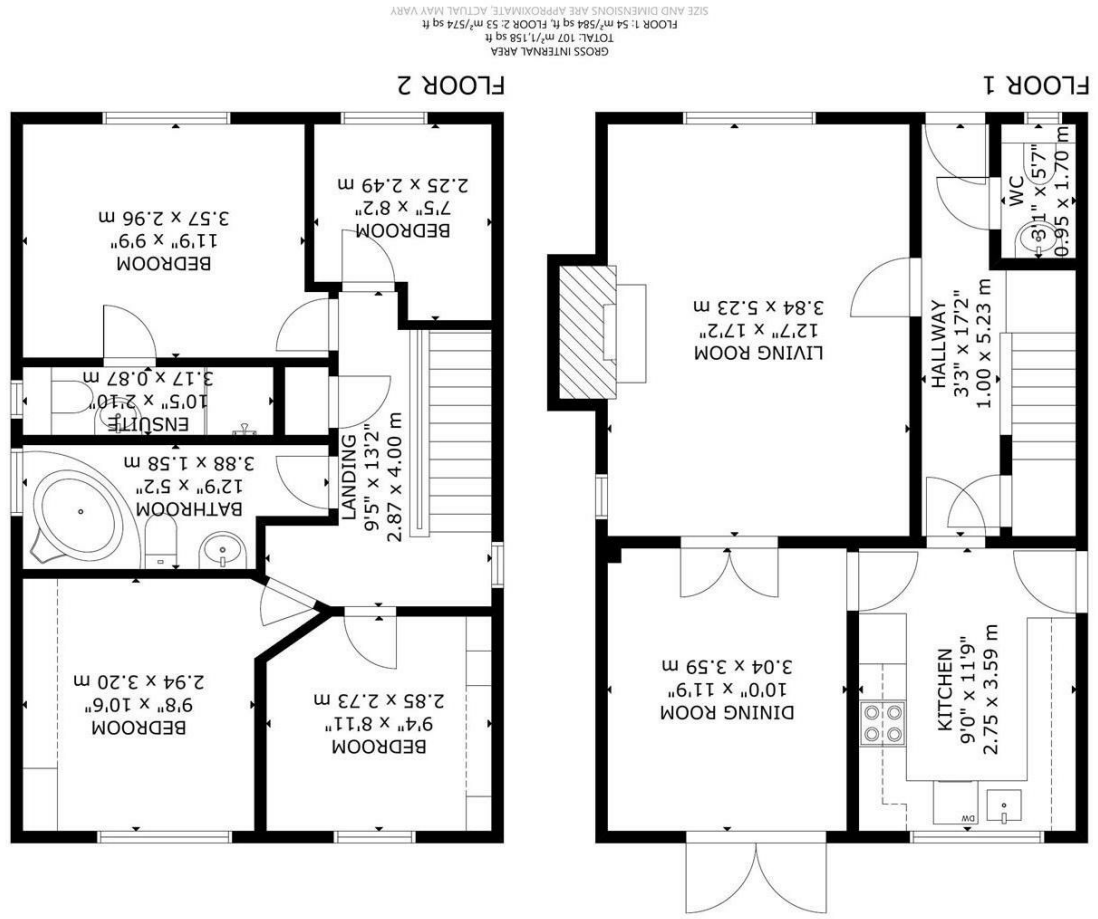 FLOOR 1
KITCHEN
9'0" x 11'9"
2.75 x 3.59 m
DW
DINING ROOM
10'0" x 11'9"
3.04 x 3.59 m
HALLWAY
3'3" x 17'2"
1.00 x 5.23 m
LIVING ROOM
12'7" x 17'2"
3.84 x 5.23 m
WC
3'1" x 5'7"
0.95 x 1.70 m
FLOOR 2
BEDROOM
9'4" x 8'11"
2.85 x 2.73 m
BEDROOM
9'8" x 10'6"
2.94 x 3.20 m
LANDING
9'5" x 13'2"
2.87 x 4.00 m
BATHROOM
12'9" x 5'2"
3.88 x 1.58 m
ENSUITE
10'5" x 2'10"
3.17 x 0.87 m
BEDROOM
7'5" x 8'2"
2.25 x 2.49 m
BEDROOM
11'9" x 9'9"
3.57 x 2.96 m
GROSS INTERNAL AREA
TOTAL: 107 m²/1,158 sq ft
FLOOR 1: 54 m²/584 sq ft, FLOOR 2: 53 m²/574 sq ft
SIZE AND DIMENSIONS ARE APPROXIMATE, ACTUAL MAY VARY